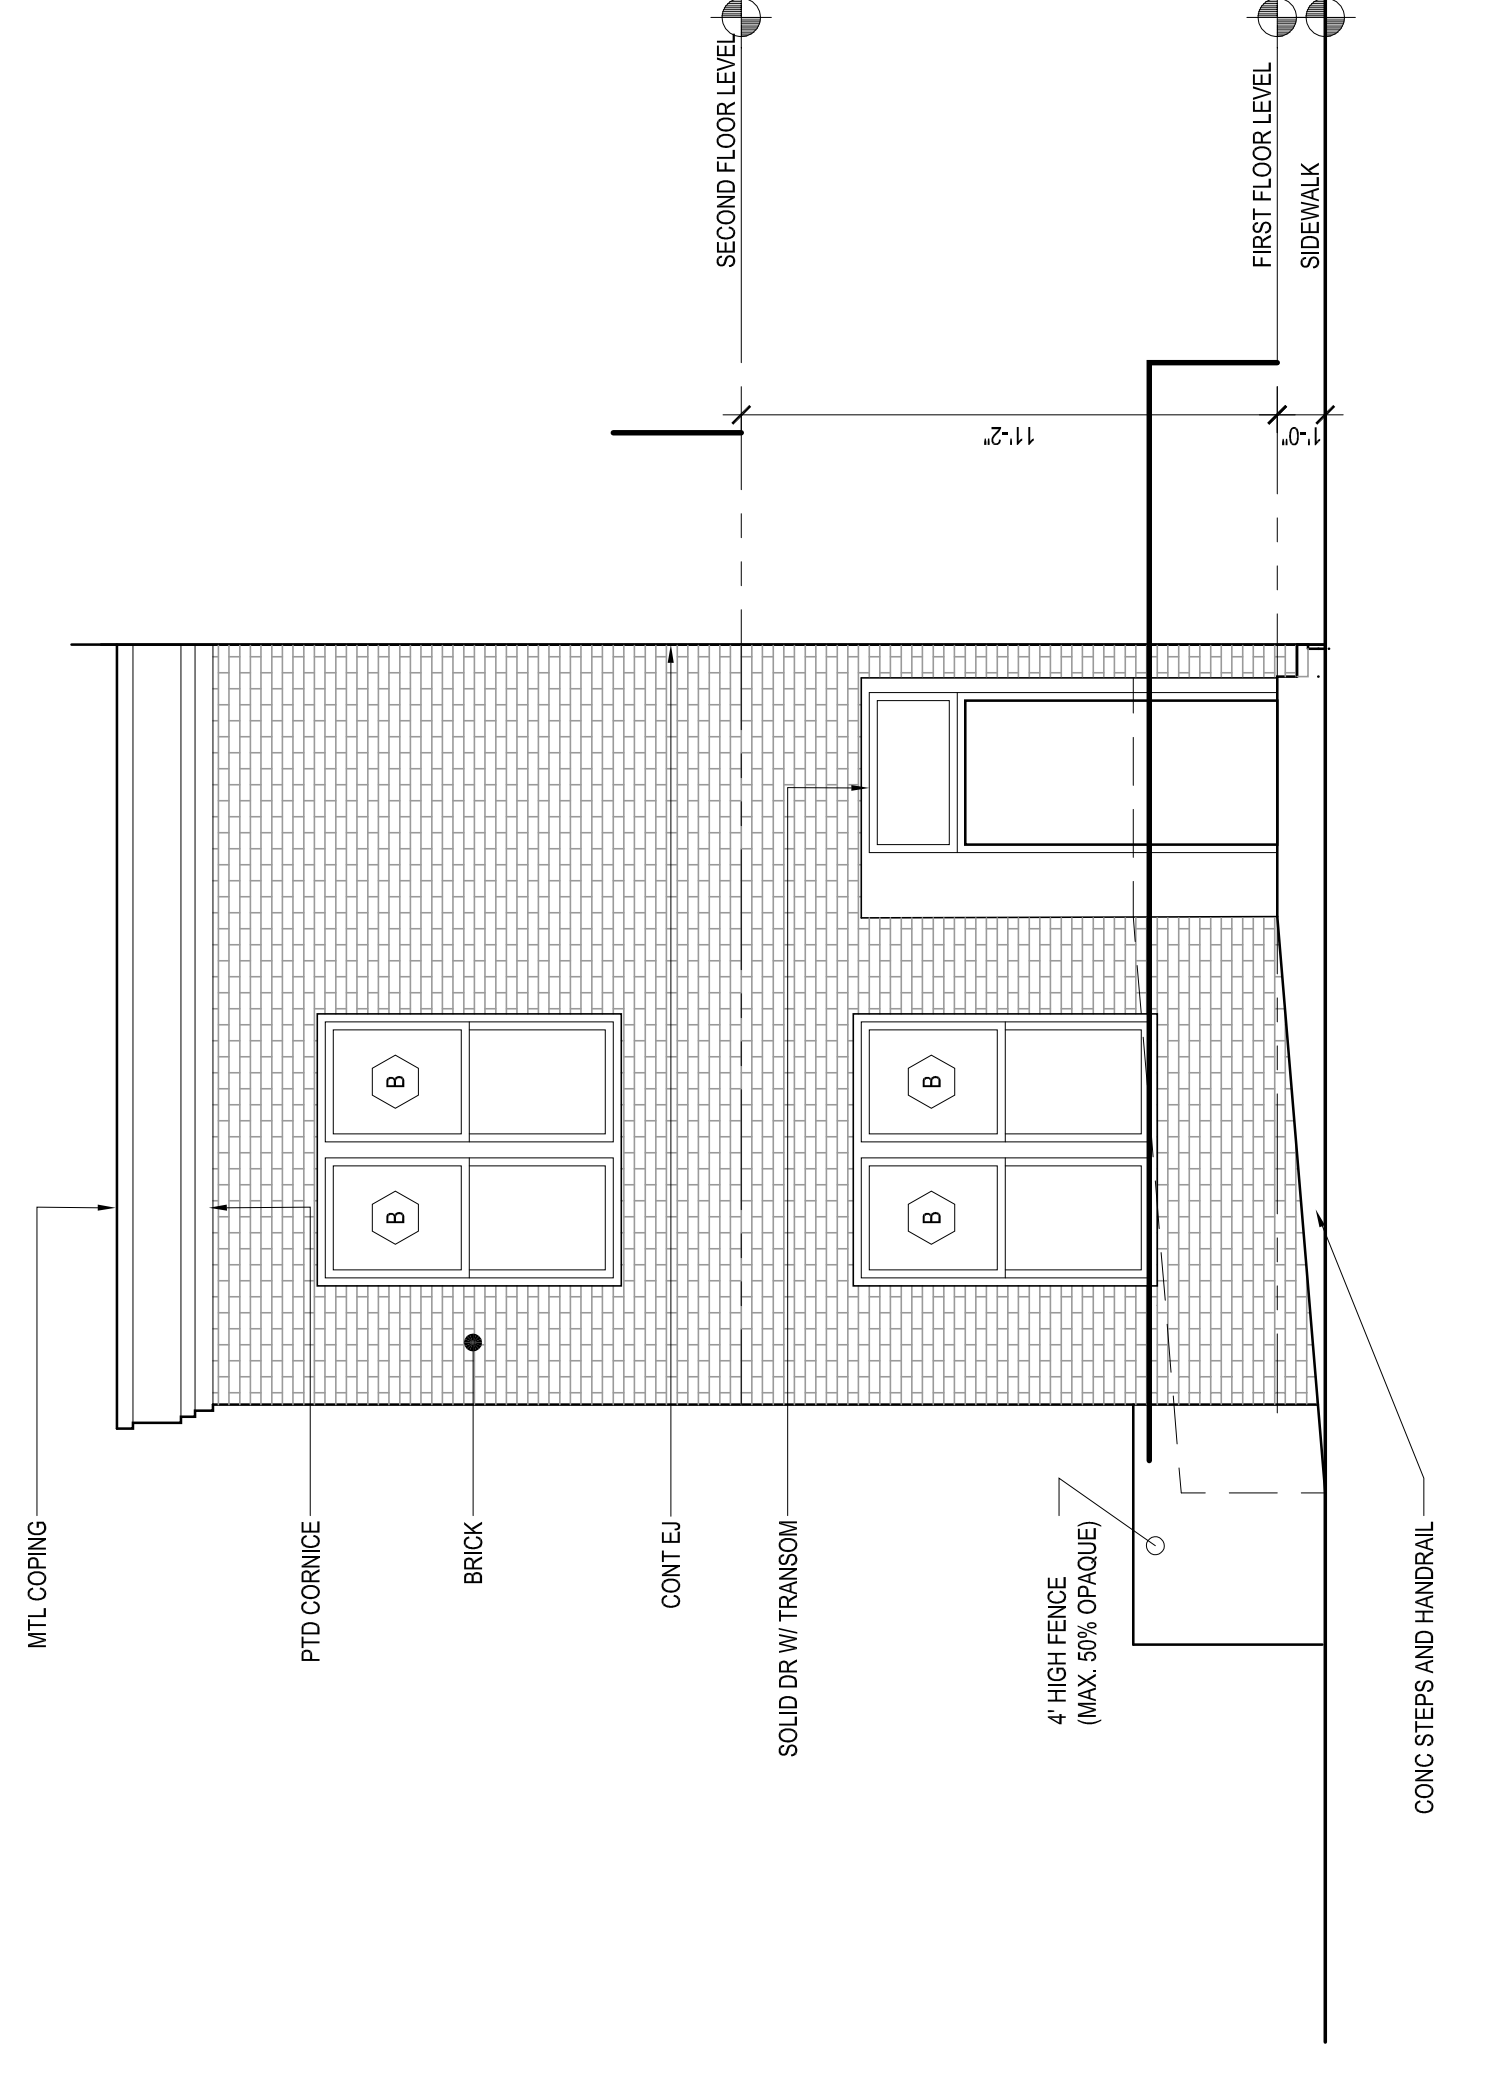 MTL COPING
PTD CORNICE
BRICK
CONT EJ
SOLID DR W/ TRANSOM
4' HIGH FENCE
(MAX. 50% OPAQUE)
CONC STEPS AND HANDRAIL
B
B
B
B
SECOND FLOOR LEVEL
11'-2"
FIRST FLOOR LEVEL
1'-0"
SIDEWALK